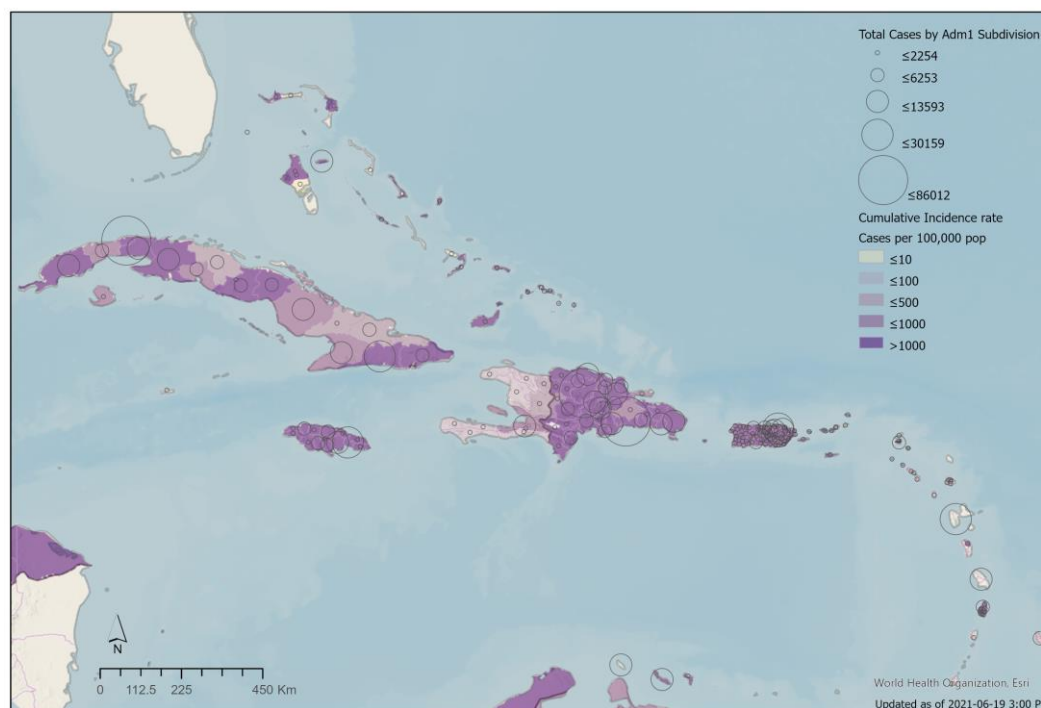 Total Cases by Adm1 Subdivision
≤2254
≤6253
≤13593
≤30159
≤86012
Cumulative Incidence rate
Cases per 100,000 pop
≤10
≤100
≤500
≤1000
>1000
N
0 112.5 225 450 Km
World Health Organization, Esri
Updated as of 2021-06-19 3:00 P